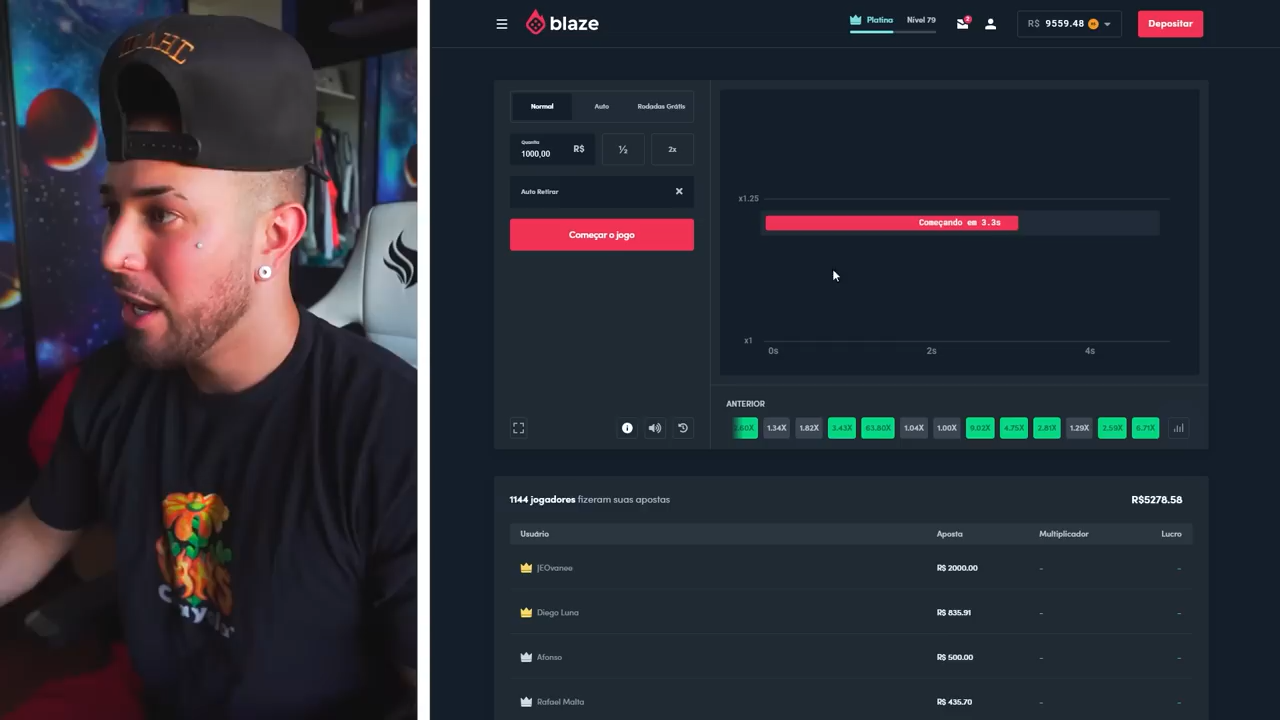 blaze
Platina Nível 79
2
R$ 9559.48
Depositar
Normal Auto Rodadas Grátis
Quantia
1000,00 R$ ½ 2x
Auto Retirar
Começar o jogo
x1.25
Começando em 3.3s
x1
0s 2s 4s
ANTERIOR
2.60X 1.34X 1.82X 3.43X 63.80X 1.04X 1.00X 9.02X 4.75X 2.81X 1.29X 2.59X 6.71X
1144 jogadores fizeram suas apostas R$5278.58
Usuário Aposta Multiplicador Lucro
JEOvanee R$ 2000.00 - -
Diego Luna R$ 835.91 - -
Afonso R$ 500.00 - -
Rafael Malta R$ 435.70 - -